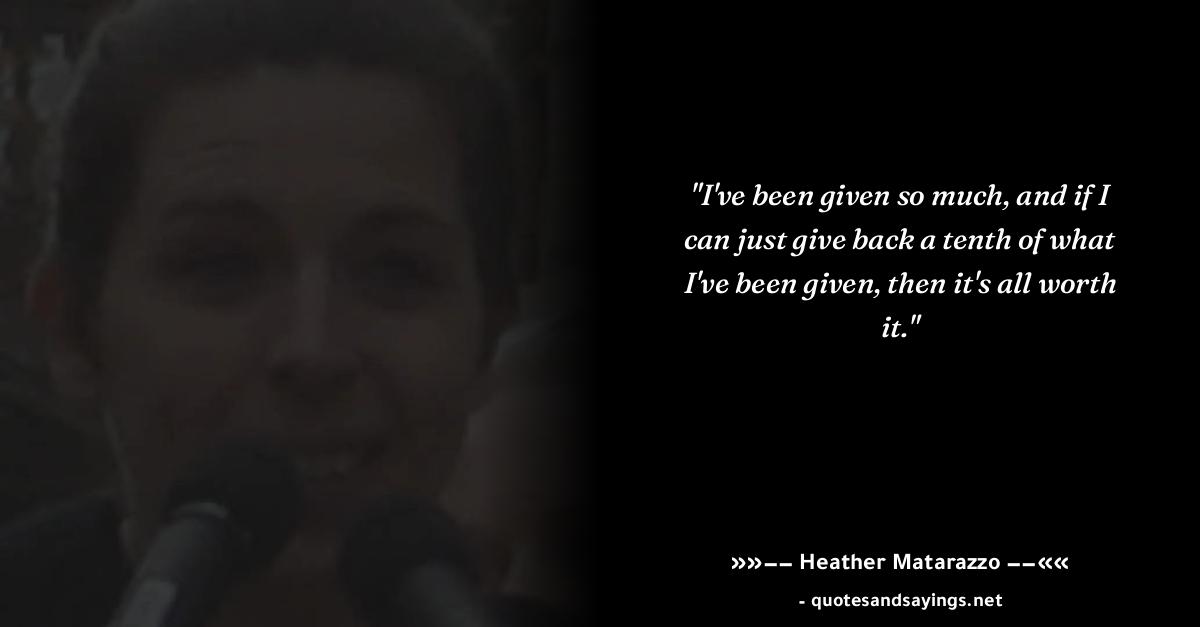 "I've been given so much, and if I
can just give back a tenth of what
I've been given, then it's all worth
it."
»»−− Heather Matarazzo −−««
- quotesandsayings.net